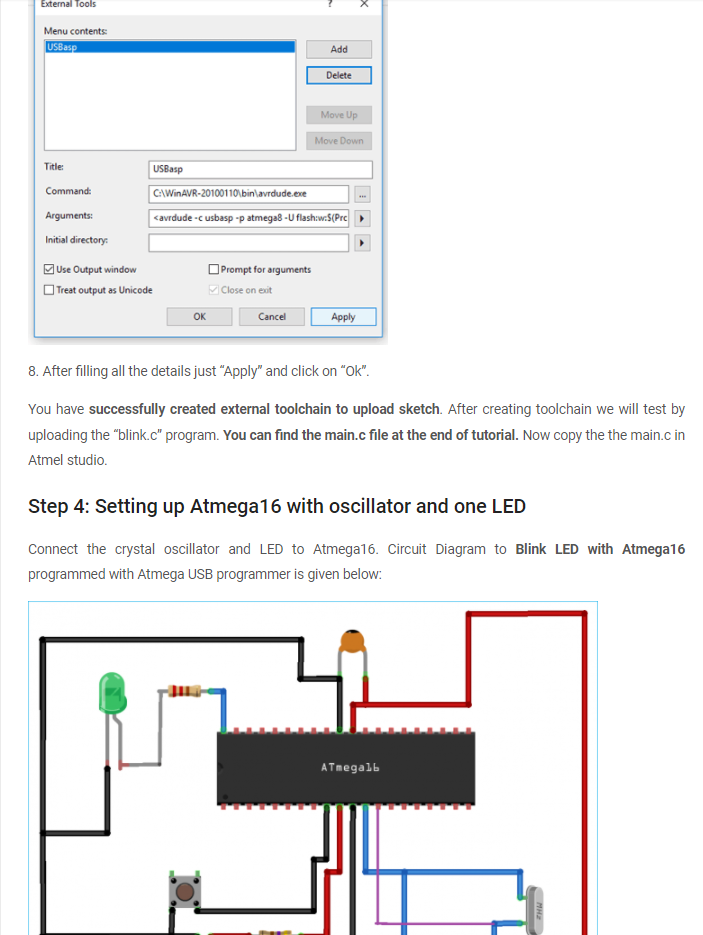 External Tools ? X
Menu contents:
USBasp
Add
Delete
Move Up
Move Down
Title: USBasp
Command: C:\WinAVR-20100110\bin\avrdude.exe ...
Arguments: <avrdude -c usbasp -p atmega8 -U flash:w:$(Prc
Initial directory:
Use Output window Prompt for arguments
Treat output as Unicode Close on exit
OK Cancel Apply
8. After filling all the details just “Apply” and click on “Ok”.
You have successfully created external toolchain to upload sketch. After creating toolchain we will test by
uploading the “blink.c” program. You can find the main.c file at the end of tutorial. Now copy the the main.c in
Atmel studio.
Step 4: Setting up Atmega16 with oscillator and one LED
Connect the crystal oscillator and LED to Atmega16. Circuit Diagram to Blink LED with Atmega16
programmed with Atmega USB programmer is given below:
ATmega16
MHZ